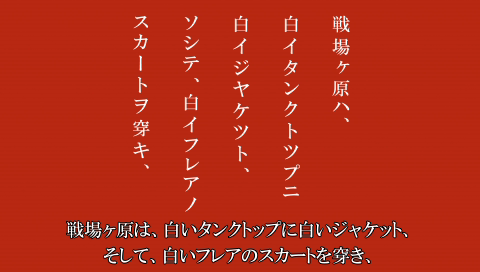 戦場ヶ原ハ、
白イタンクトツプニ
白イジヤケツト、
ソシテ、白イフレアノ
スカートヲ穿キ、
戦場ヶ原は、白いタンクトップに白いジャケット、
そして、白いフレアのスカートを穿き、